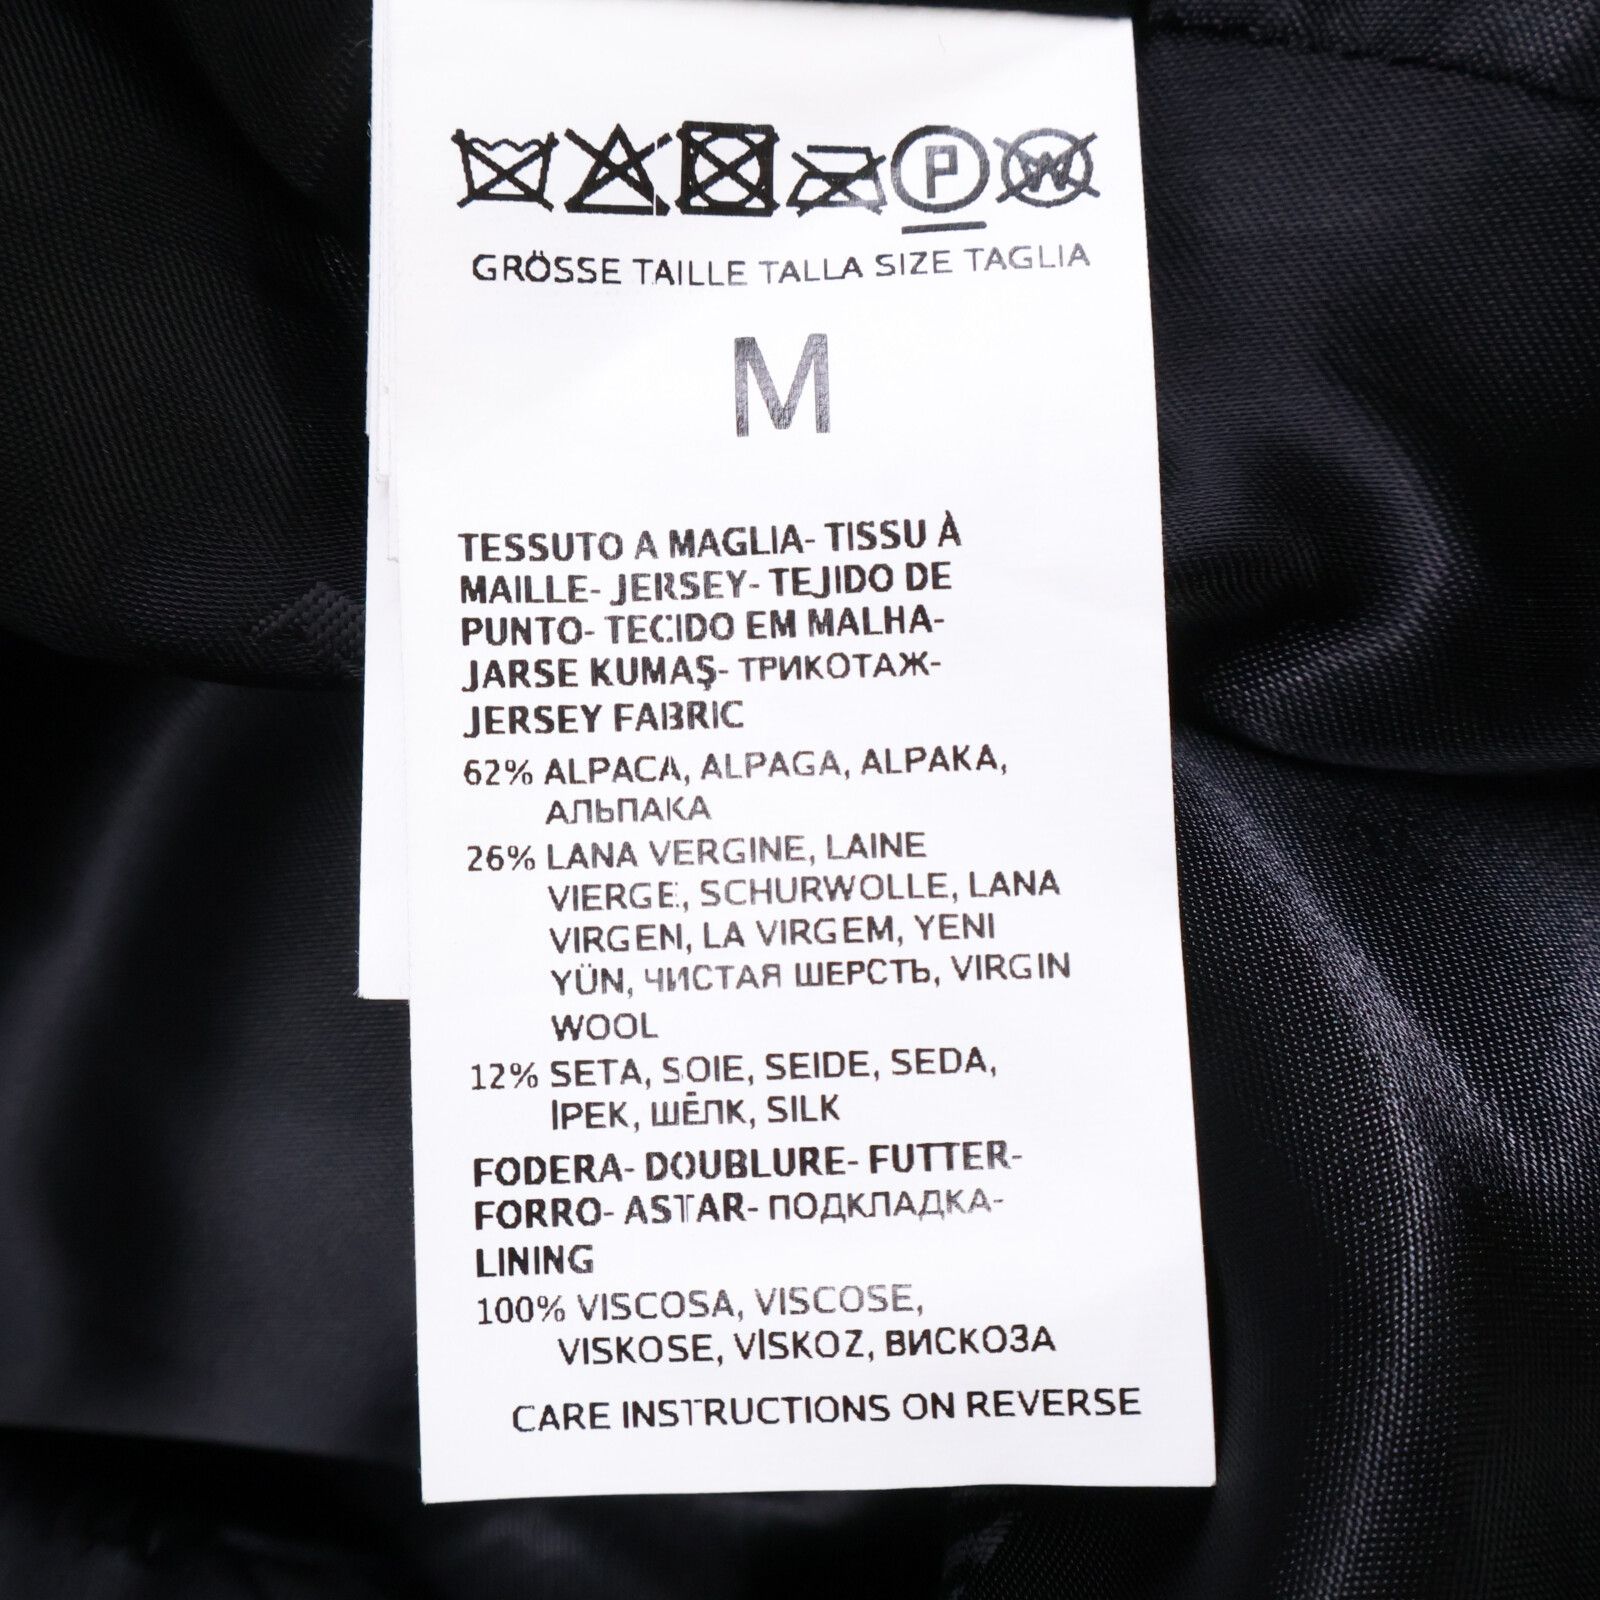 P W
GRÖSSE TAILLE TALLA SIZE TAGLIA
M
TESSUTO A MAGLIA- TISSU À
MAILLE- JERSEY- TEJIDO DE
PUNTO- TECIDO EM MALHA-
JARSE KUMAŞ- ТРИКОТАЖ-
JERSEY FABRIC
62% ALPACA, ALPAGA, ALPAKA,
АЛЬПАКА
26% LANA VERGINE, LAINE
VIERGE, SCHURWOLLE, LANA
VIRGEN, LA VIRGEM, YENI
YÜN, ЧИСТАЯ ШЕРСТЬ, VIRGIN
WOOL
12% SETA, SOIE, SEIDE, SEDA,
İPEK, ШЁЛК, SILK
FODERA- DOUBLURE- FUTTER-
FORRO- ASTAR- ПОДКЛАДКА-
LINING
100% VISCOSA, VISCOSE,
VISKOSE, VİSKOZ, ВИСКОЗА
CARE INSTRUCTIONS ON REVERSE